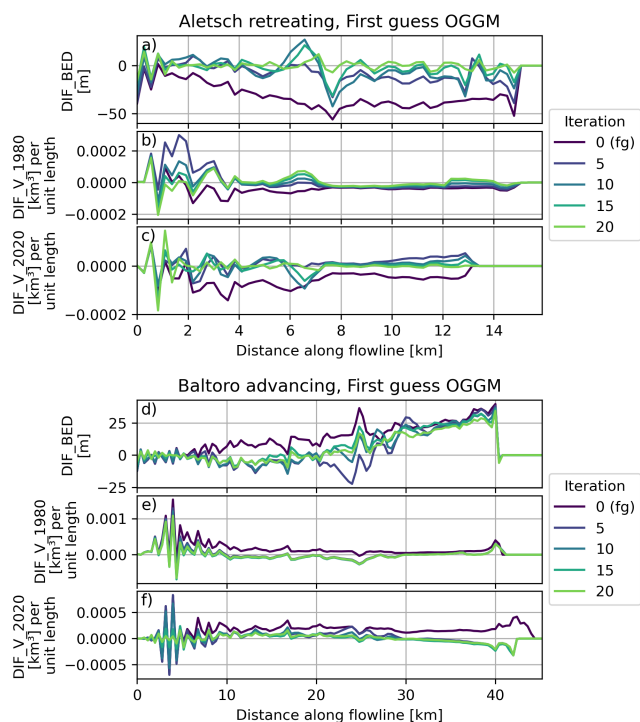 Aletsch retreating, First guess OGGM
a)
DIF_BED
[m]
0
−50
b)
DIF_V_1980
[km³] per
unit length
0.0002
0.0000
−0.0002
c)
DIF_V_2020
[km³] per
unit length
0.0000
−0.0002
0 2 4 6 8 10 12 14
Distance along flowline [km]
Iteration
0 (fg)
5
10
15
20
Baltoro advancing, First guess OGGM
d)
DIF_BED
[m]
25
0
−25
e)
DIF_V_1980
[km³] per
unit length
0.001
0.000
f)
DIF_V_2020
[km³] per
unit length
0.0005
0.0000
−0.0005
0 10 20 30 40
Distance along flowline [km]
Iteration
0 (fg)
5
10
15
20